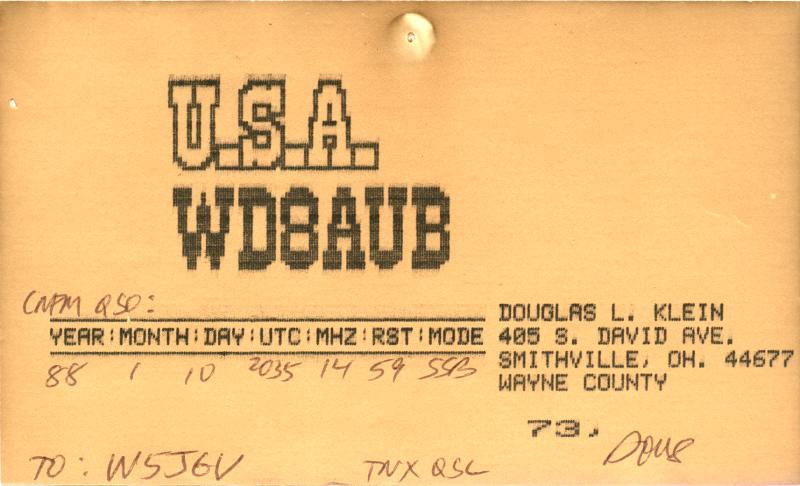 U.S.A.
WD8AUB
CNFM QSO:
YEAR:MONTH:DAY:UTC:MHZ:RST:MODE
88 1 10 2035 14 59 SSB
DOUGLAS L. KLEIN
405 S. DAVID AVE.
SMITHVILLE, OH. 44677
WAYNE COUNTY
73,
Doug
TO: W5JGV
TNX QSL